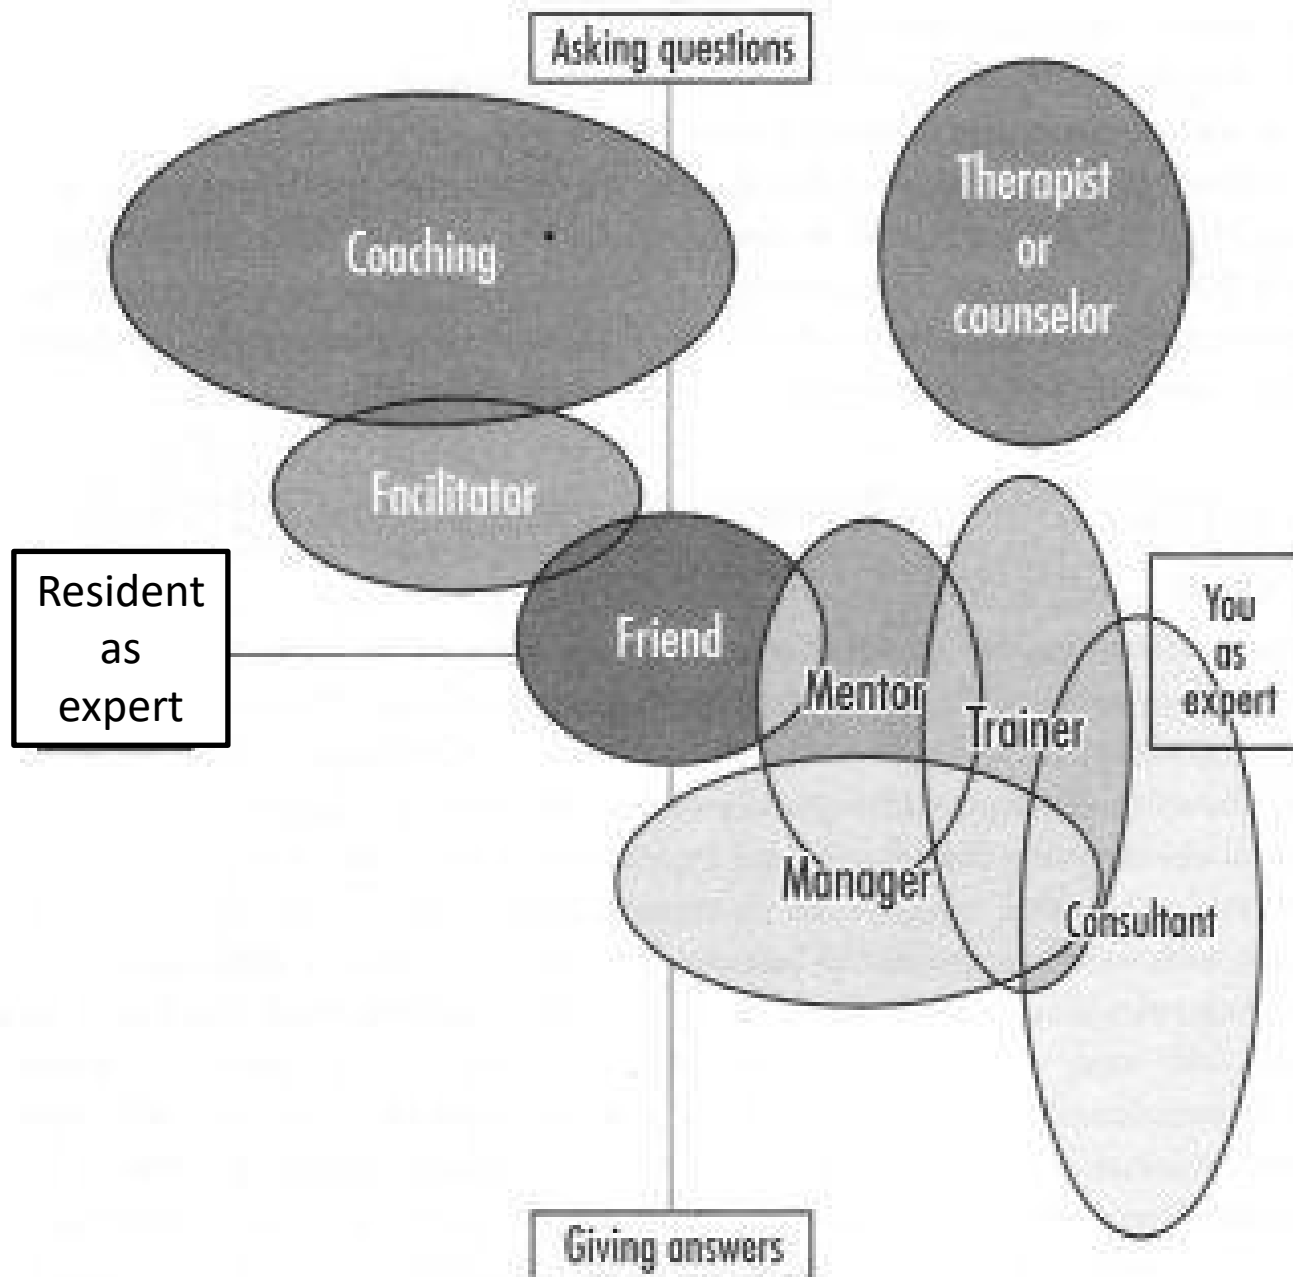 Asking questions
Therapist
or
counselor
Coaching
Facilitator
Resident
as
expert
Friend
You
as
expert
Mentor
Trainer
Manager
Consultant
Giving answers